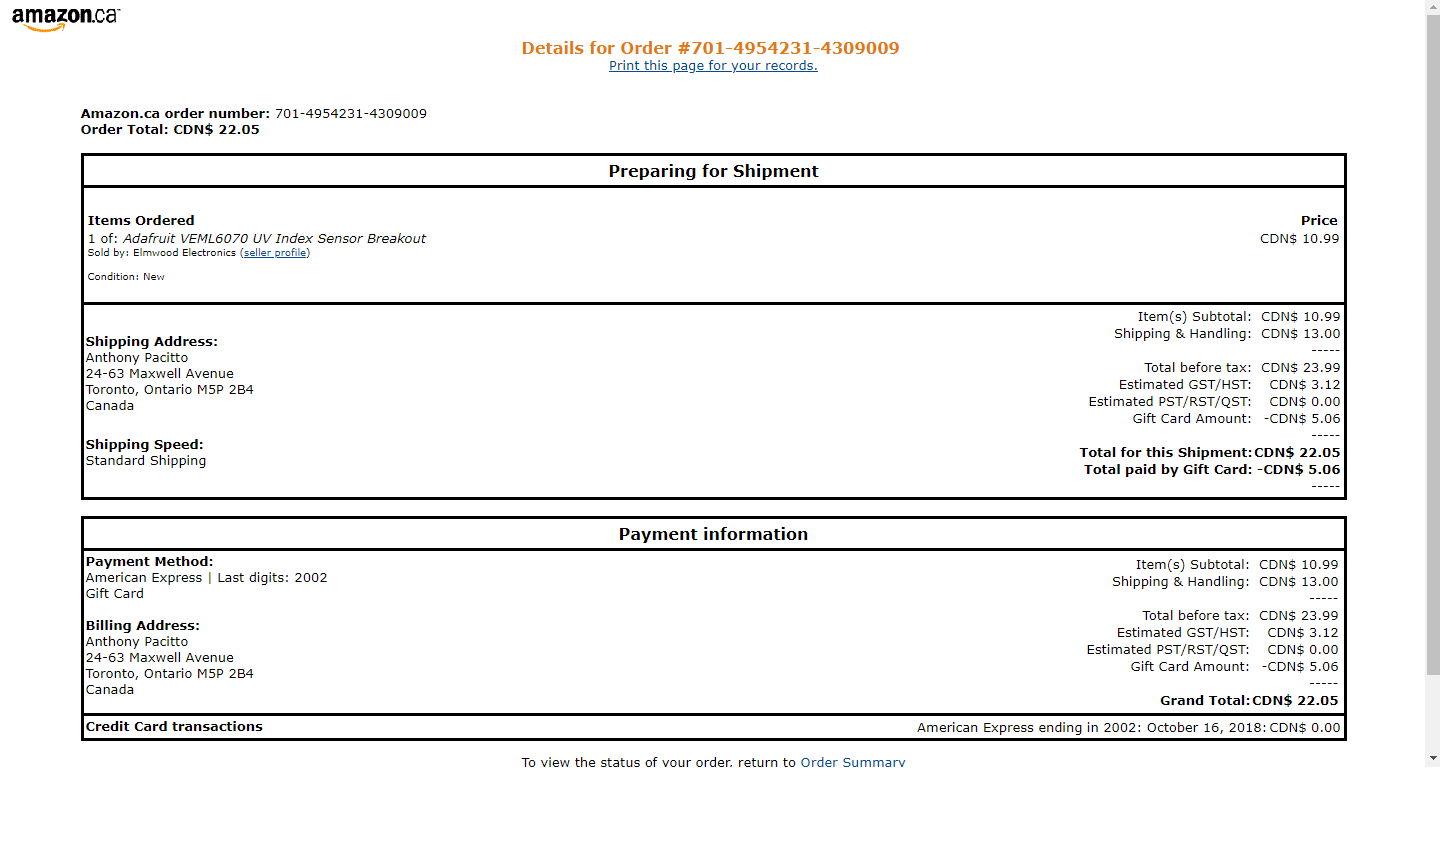 amazon.ca
Details for Order #701-4954231-4309009
Print this page for your records.
Amazon.ca order number: 701-4954231-4309009
Order Total: CDN$ 22.05
Preparing for Shipment
Items Ordered Price
1 of: Adafruit VEML6070 UV Index Sensor Breakout CDN$ 10.99
Sold by: Elmwood Electronics (seller profile)
Condition: New
Shipping Address:
Anthony Pacitto
24-63 Maxwell Avenue
Toronto, Ontario M5P 2B4
Canada
Shipping Speed:
Standard Shipping
Item(s) Subtotal: CDN$ 10.99
Shipping & Handling: CDN$ 13.00
-----
Total before tax: CDN$ 23.99
Estimated GST/HST: CDN$ 3.12
Estimated PST/RST/QST: CDN$ 0.00
Gift Card Amount: -CDN$ 5.06
-----
Total for this Shipment: CDN$ 22.05
Total paid by Gift Card: -CDN$ 5.06
-----
Payment information
Payment Method:
American Express | Last digits: 2002
Gift Card
Billing Address:
Anthony Pacitto
24-63 Maxwell Avenue
Toronto, Ontario M5P 2B4
Canada
Item(s) Subtotal: CDN$ 10.99
Shipping & Handling: CDN$ 13.00
-----
Total before tax: CDN$ 23.99
Estimated GST/HST: CDN$ 3.12
Estimated PST/RST/QST: CDN$ 0.00
Gift Card Amount: -CDN$ 5.06
-----
Grand Total: CDN$ 22.05
Credit Card transactions American Express ending in 2002: October 16, 2018: CDN$ 0.00
To view the status of your order, return to Order Summary